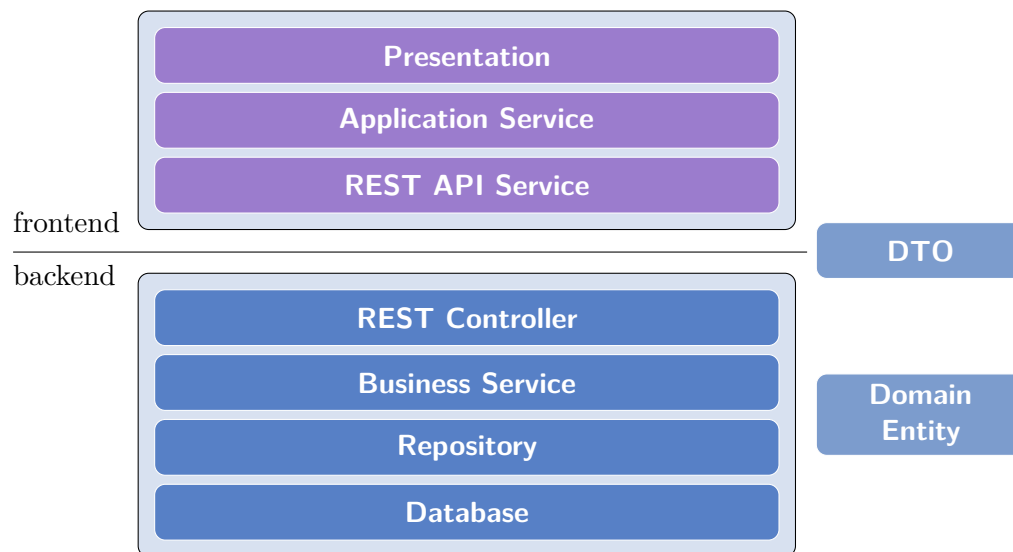 Presentation
Application Service
REST API Service
frontend
DTO
backend
REST Controller
Business Service
Domain
Entity
Repository
Database